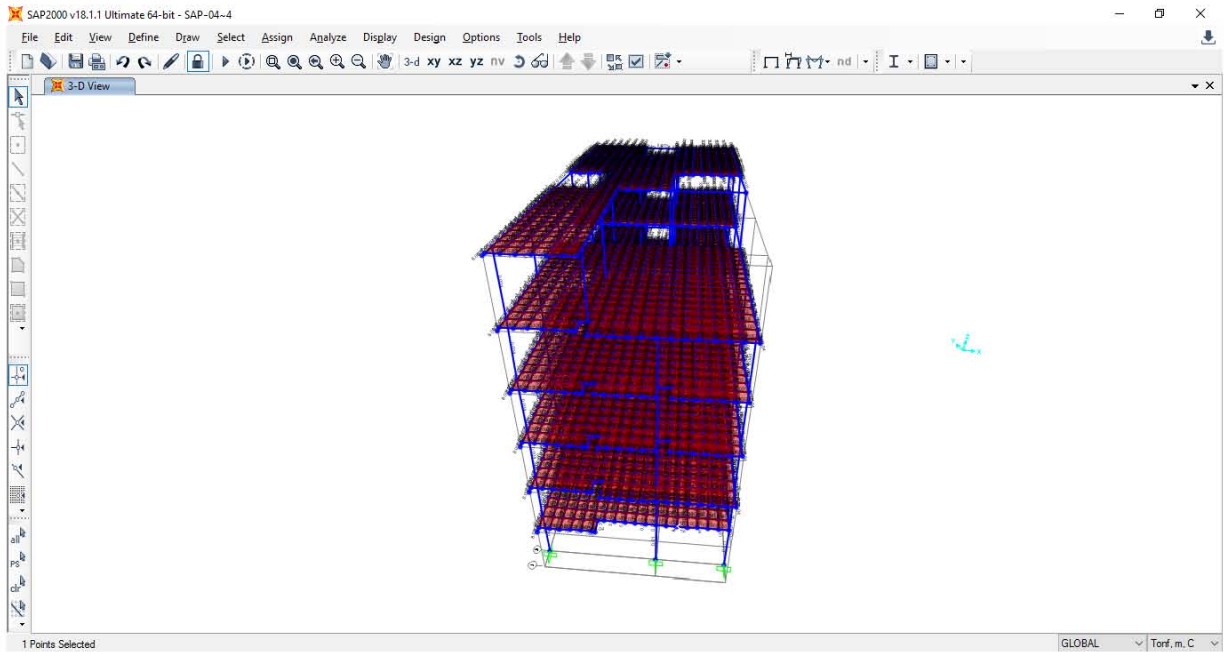 SAP2000 v18.1.1 Ultimate 64-bit - SAP-04~4
File Edit View Define Draw Select Assign Analyze Display Design Options Tools Help
3-d xy xz yz nv nd
3-D View
all
PS
clr
1 Points Selected GLOBAL Tonf, m, C